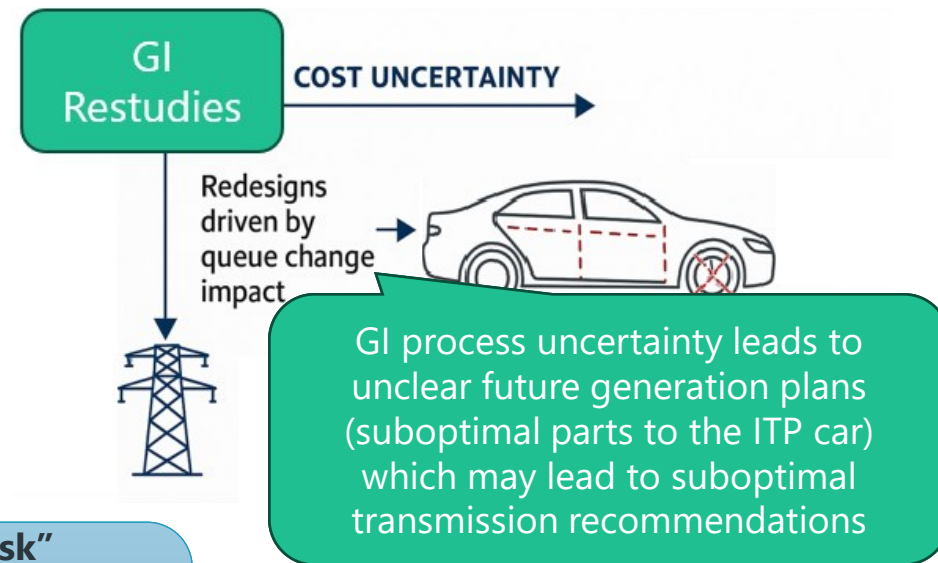 GI
Restudies
COST UNCERTAINTY
Redesigns
driven by
queue change
impact
GI process uncertainty leads to
unclear future generation plans
(suboptimal parts to the ITP car)
which may lead to suboptimal
transmission recommendations
sk”